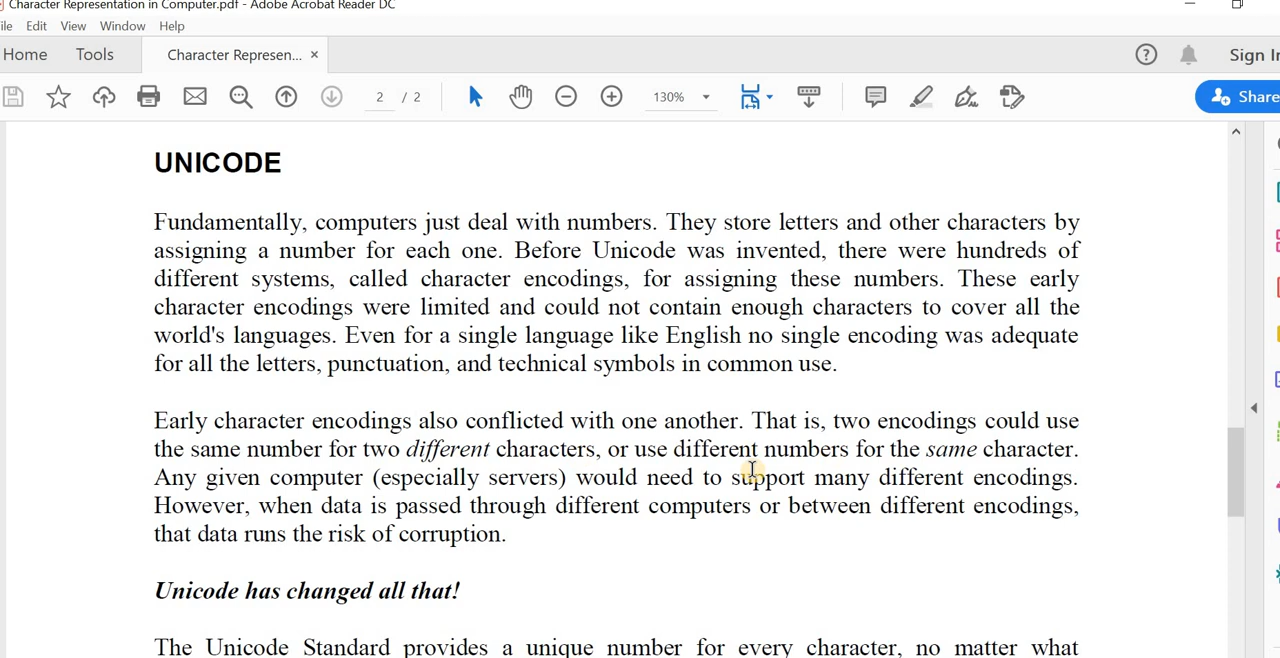 Character Representation in Computer.pdf - Adobe Acrobat Reader DC
ile Edit View Window Help
Home Tools Character Represen... × ? Sign In
2 / 2 130% Share
UNICODE
Fundamentally, computers just deal with numbers. They store letters and other characters by
assigning a number for each one. Before Unicode was invented, there were hundreds of
different systems, called character encodings, for assigning these numbers. These early
character encodings were limited and could not contain enough characters to cover all the
world's languages. Even for a single language like English no single encoding was adequate
for all the letters, punctuation, and technical symbols in common use.
Early character encodings also conflicted with one another. That is, two encodings could use
the same number for two different characters, or use different numbers for the same character.
Any given computer (especially servers) would need to support many different encodings.
However, when data is passed through different computers or between different encodings,
that data runs the risk of corruption.
Unicode has changed all that!
The Unicode Standard provides a unique number for every character, no matter what